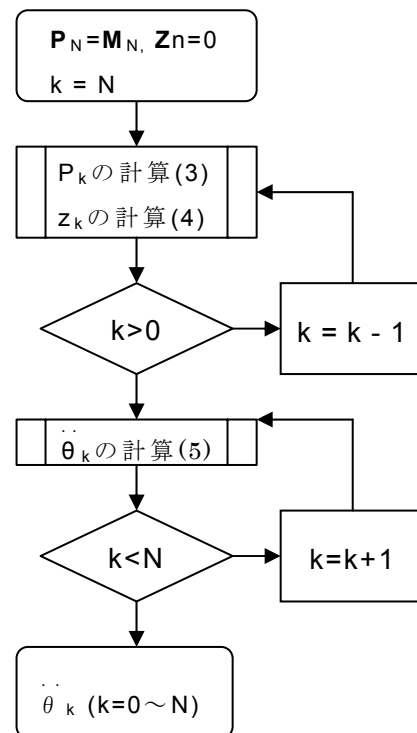 P_N=M_N, Zn=0
k = N
P_kの計算(3)
z_kの計算(4)
k>0
k = k - 1
θ̈_kの計算(5)
k<N
k=k+1
θ̈_k (k=0～N)